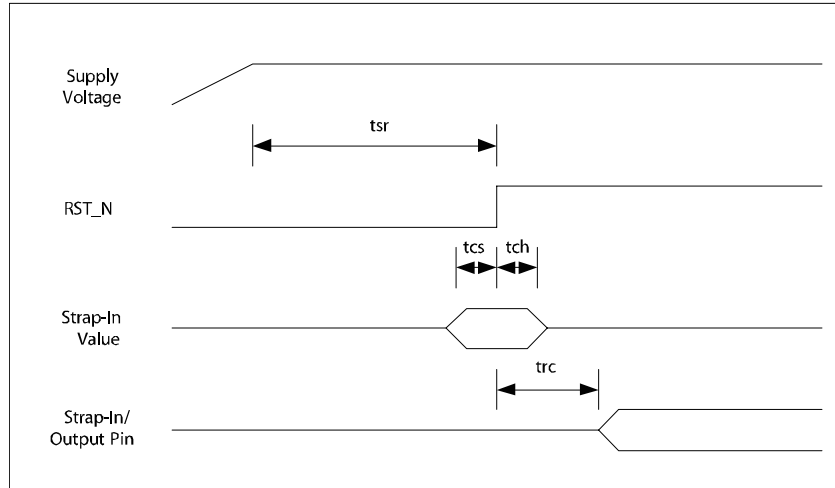 Supply
Voltage
tsr
RST_N
tcs
tch
Strap-In
Value
trc
Strap-In/
Output Pin